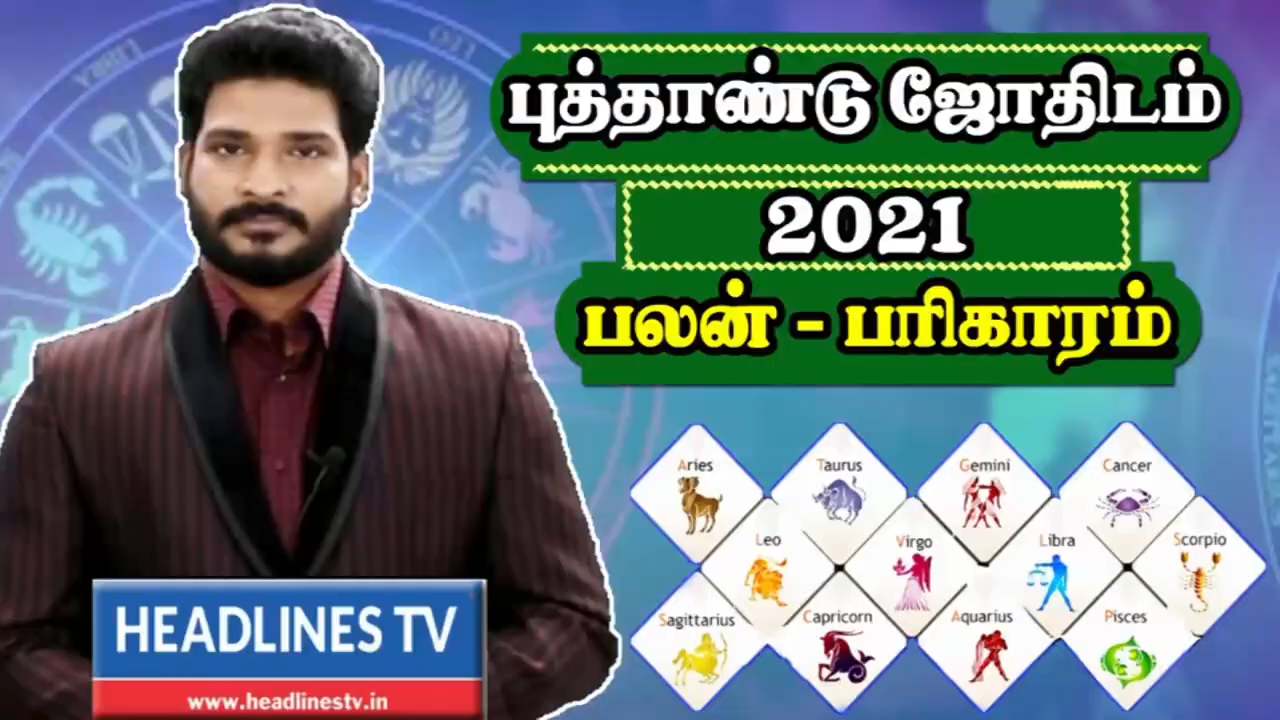 புத்தாண்டு ஜோதிடம்
2021
பலன் - பரிகாரம்
Aries
Taurus
Gemini
Cancer
Leo
Virgo
Libra
Scorpio
Sagittarius
Capricorn
Aquarius
Pisces
HEADLINES TV
www.headlinestv.in